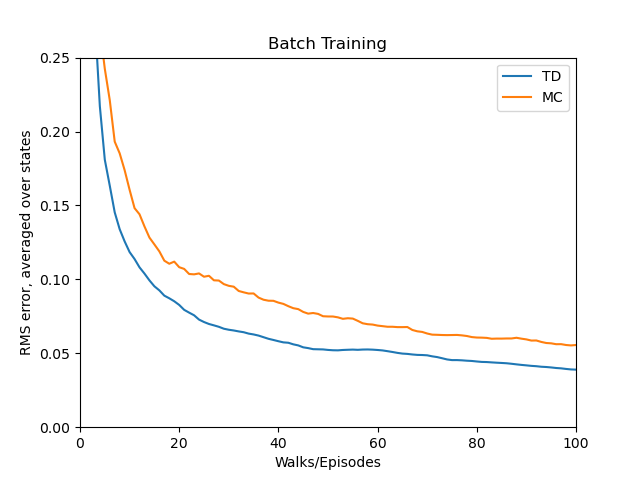 Batch Training
TD
MC
RMS error, averaged over states
0.25
0.20
0.15
0.10
0.05
0.00
0 20 40 60 80 100
Walks/Episodes